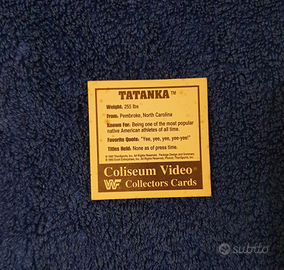 TATANKA™
Weight: 255 lbs
From: Pembroke, North Carolina
Known For: Being one of the most popular
native American athletes of all time.
Favorite Quote: "Yee, yee, yee, yee-yee!"
Titles Held: None as of press time.
Coliseum Video®
WF Collectors Cards
subito